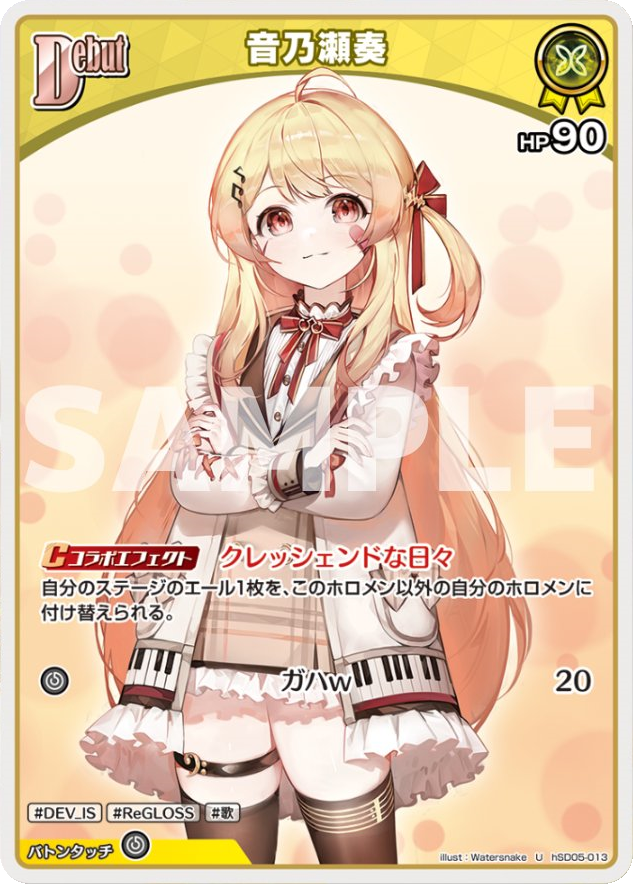 Debut
音乃瀬奏
HP90
SAMPLE
コラボエフェクト クレッシェンドな日々
自分のステージのエール1枚を、このホロメン以外の自分のホロメンに
付け替えられる。
ガハw 20
#DEV_IS #ReGLOSS #歌
バトンタッチ
illust : Watersnake U hSD05-013